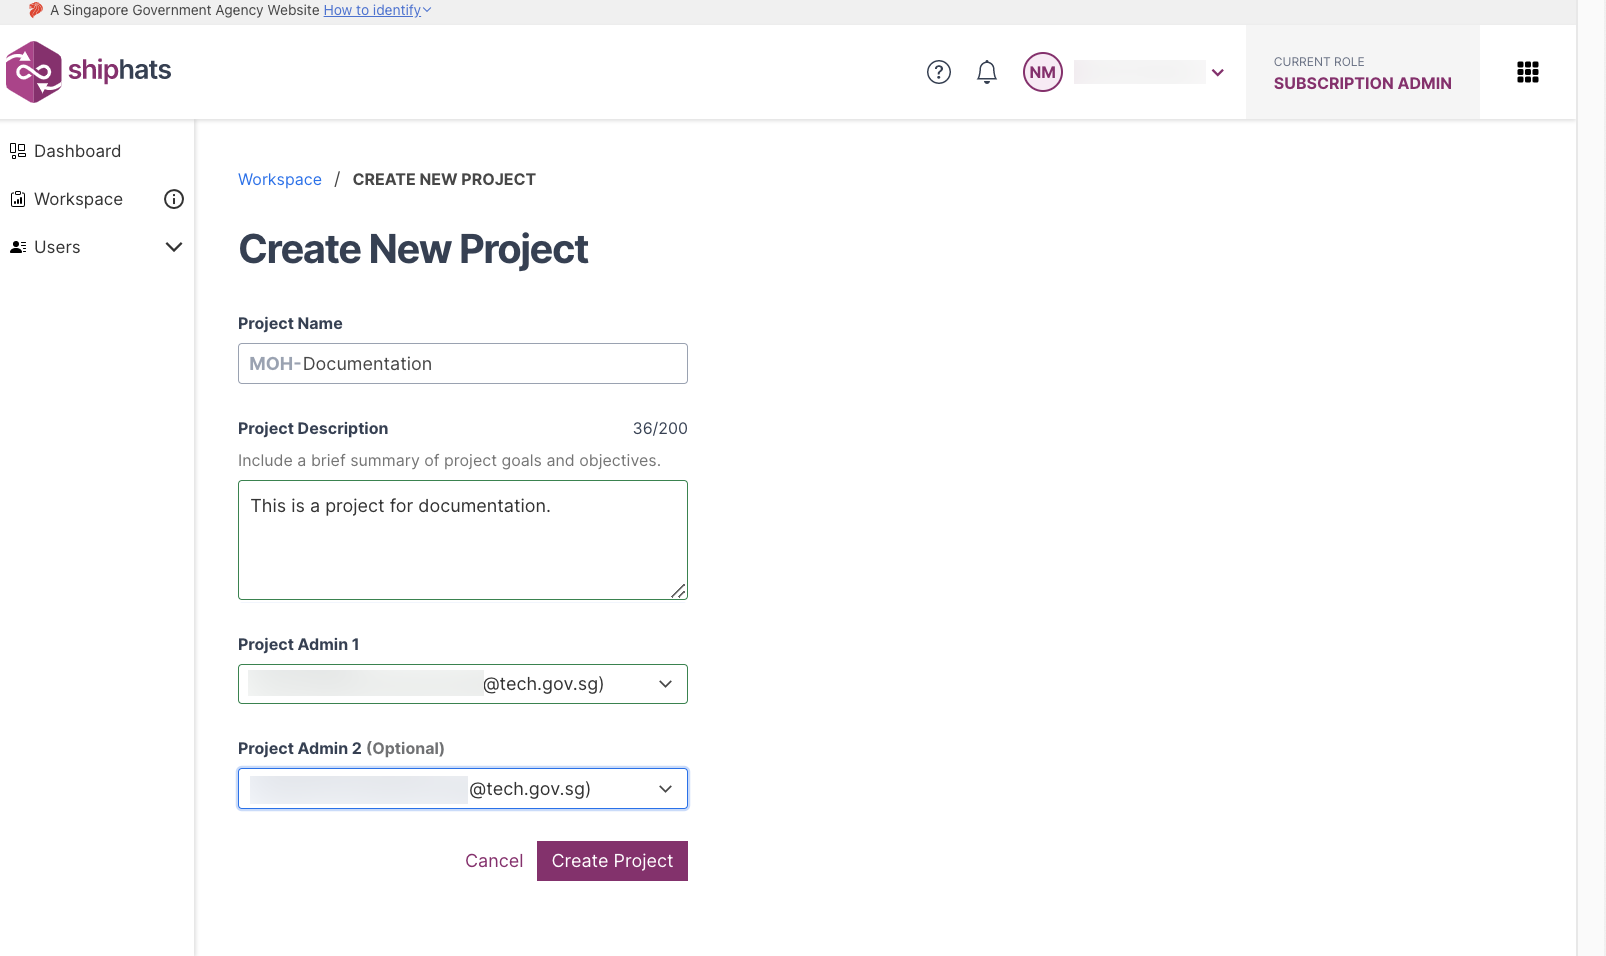 A Singapore Government Agency Website How to identify
shiphats
NM
CURRENT ROLE
SUBSCRIPTION ADMIN
Dashboard
Workspace
Users
Workspace / CREATE NEW PROJECT
Create New Project
Project Name
MOH-Documentation
Project Description 36/200
Include a brief summary of project goals and objectives.
This is a project for documentation.
Project Admin 1
@tech.gov.sg)
Project Admin 2 (Optional)
@tech.gov.sg)
Cancel Create Project